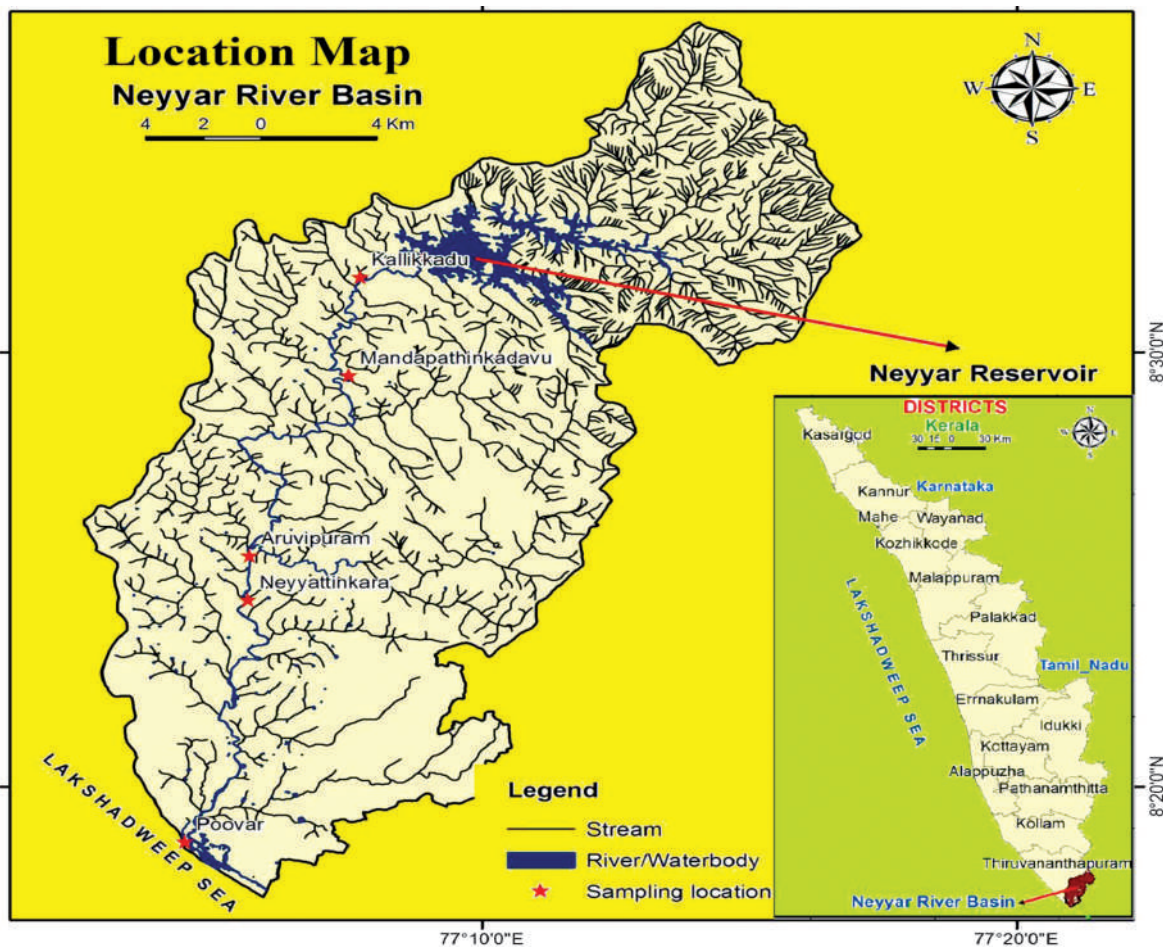 Location Map
Neyyar River Basin
4 2 0 4 Km
N
W E
S
Kallikkadu
Mandapathinkadavu
Aruvipuram
Neyyattinkara
Poovar
LAKSHADWEEP SEA
Neyyar Reservoir
8°30'0"N
8°20'0"N
77°10'0"E
77°20'0"E
Legend
Stream
River/Waterbody
Sampling location
DISTRICTS
Kerala
30 15 0 30 Km
N
W E
S
Kasargod
Kannur
Karnataka
Mahe
Wayanad
Kozhikkode
Malappuram
Palakkad
Thrissur
Tamil_Nadu
Errnakulam
Idukki
Kottayam
Alappuzha
Pathanamthitta
Kollam
Thiruvananthapuram
LAKSHADWEEP SEA
Neyyar River Basin